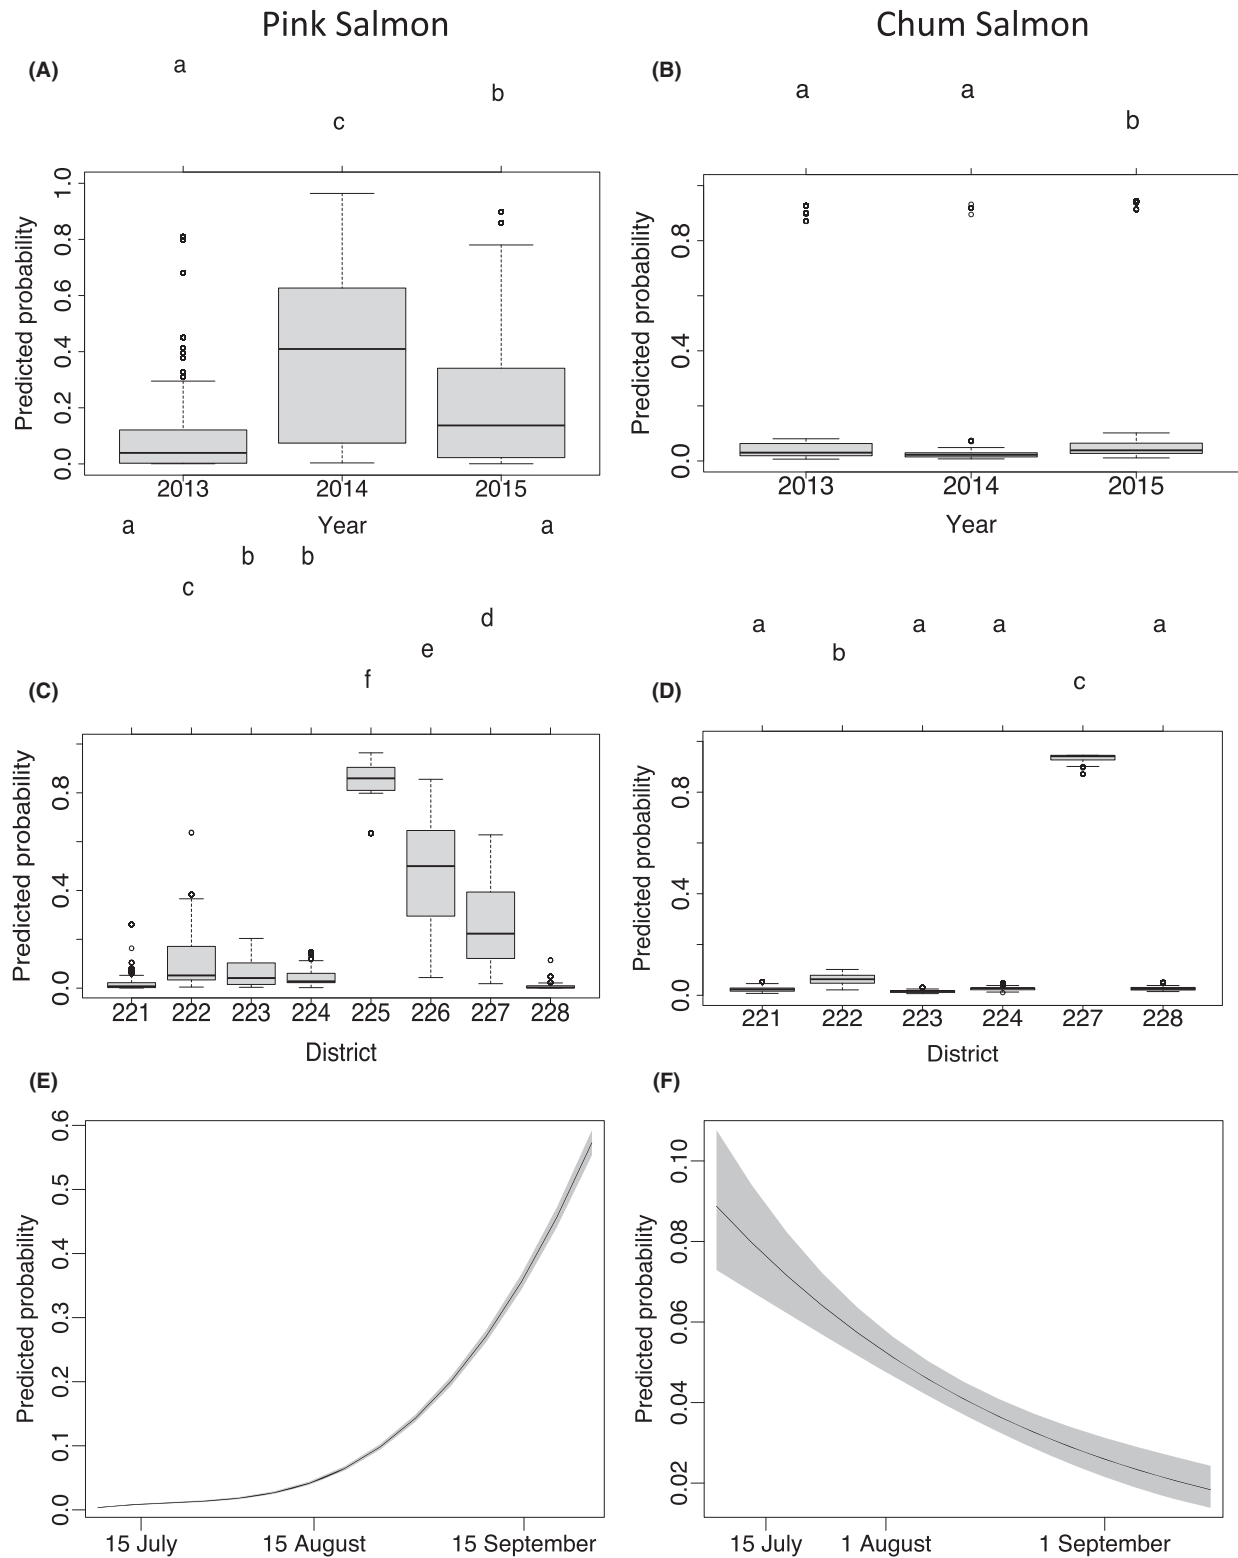 Pink Salmon
Chum Salmon
(A)
a
c
b
Predicted probability
0.0 0.2 0.4 0.6 0.8 1.0
2013 2014 2015
Year
(B)
a
a
b
Predicted probability
0.0 0.4 0.8
2013 2014 2015
Year
(C)
a
c
b
b
f
e
d
a
Predicted probability
0.0 0.4 0.8
221 222 223 224 225 226 227 228
District
(D)
a
b
a
a
c
a
Predicted probability
0.0 0.4 0.8
221 222 223 224 227 228
District
(E)
Predicted probability
0.0 0.1 0.2 0.3 0.4 0.5 0.6
15 July 15 August 15 September
(F)
Predicted probability
0.02 0.04 0.06 0.08 0.10
15 July 1 August 1 September